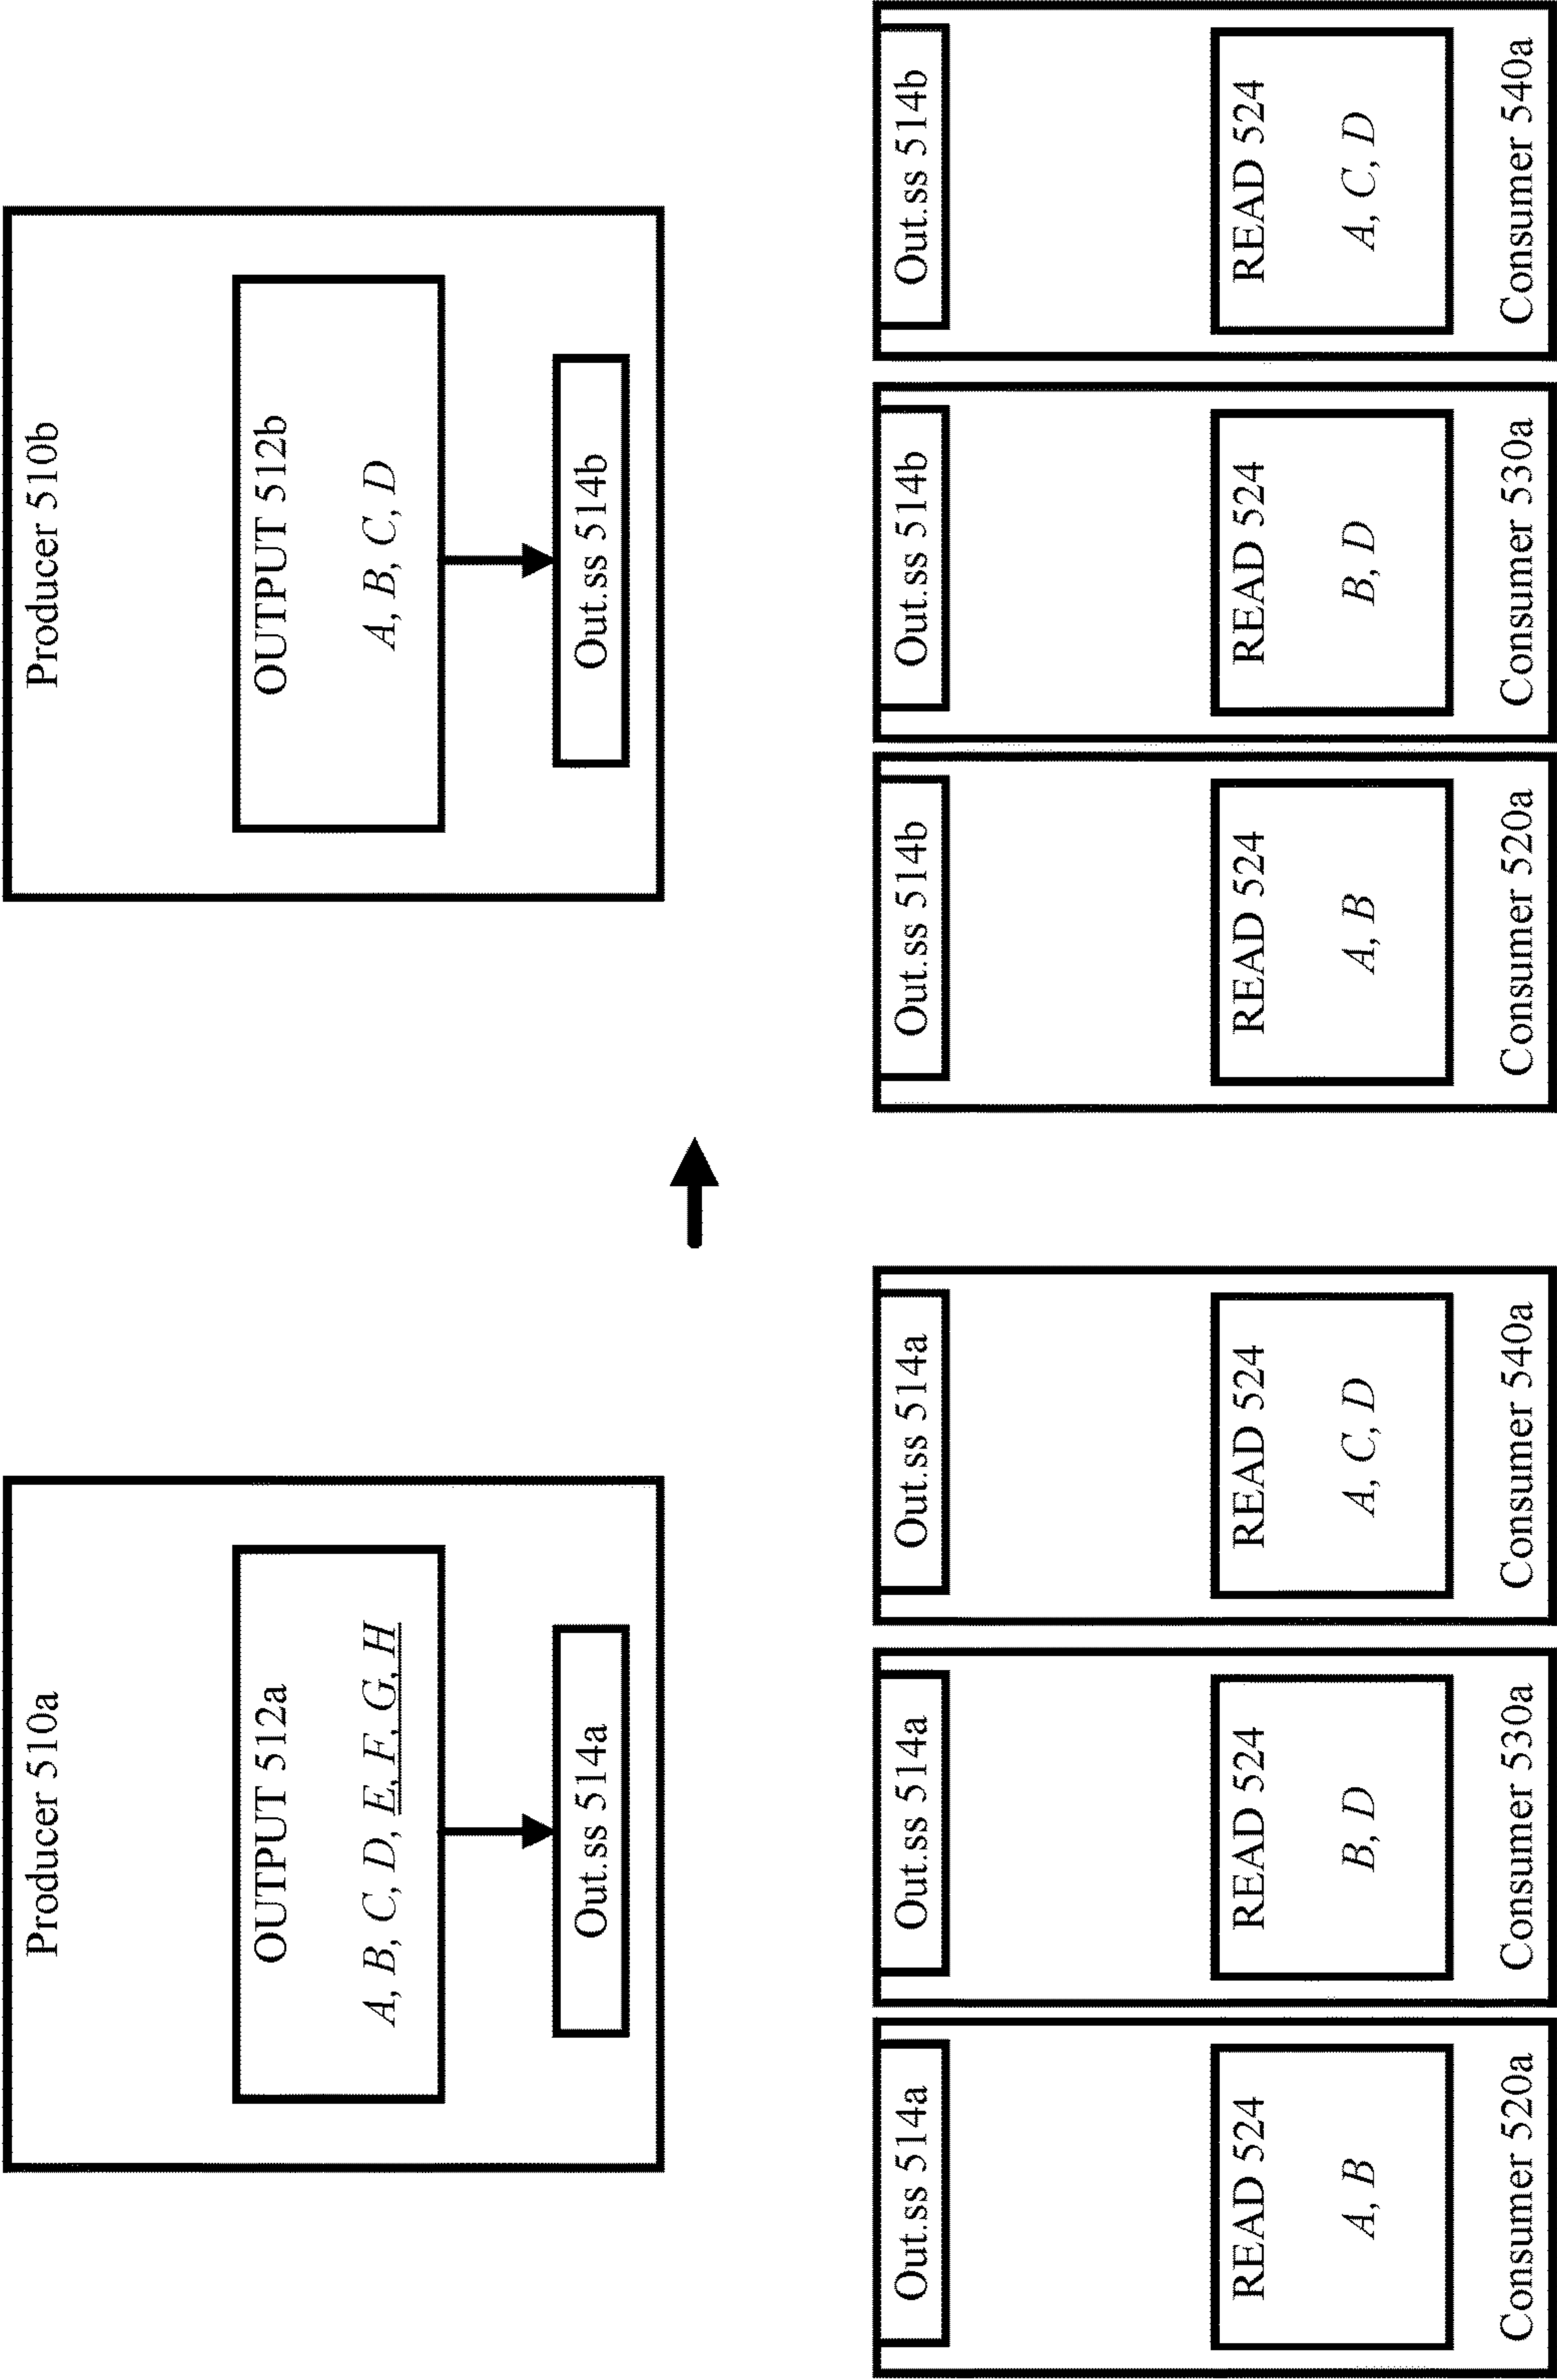 Producer 510a
OUTPUT 512a
A, B, C, D, E, F, G, H
Out.ss 514a
Out.ss 514a
READ 524
A, B
Consumer 520a
Out.ss 514a
READ 524
B, D
Consumer 530a
Out.ss 514a
READ 524
A, C, D
Consumer 540a
Producer 510b
OUTPUT 512b
A, B, C, D
Out.ss 514b
Out.ss 514b
READ 524
A, B
Consumer 520a
Out.ss 514b
READ 524
B, D
Consumer 530a
Out.ss 514b
READ 524
A, C, D
Consumer 540a